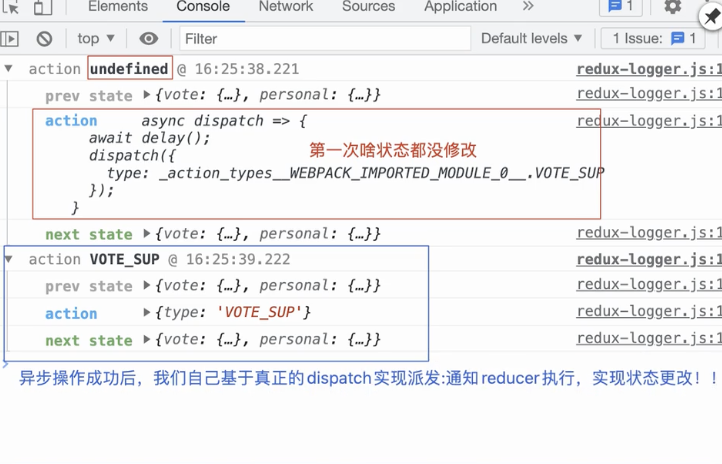 Elements Console Network Sources Application » 1
top ▼ Filter Default levels ▼ 1 Issue: 1
▼ action undefined @ 16:25:38.221 redux-logger.js:1
prev state ▶{vote: {…}, personal: {…}} redux-logger.js:1
action async dispatch => { redux-logger.js:1
await delay();
dispatch({
第一次啥状态都没修改
type: _action_types__WEBPACK_IMPORTED_MODULE_0__.VOTE_SUP
});
}
next state ▶{vote: {…}, personal: {…}} redux-logger.js:1
▼ action VOTE_SUP @ 16:25:39.222 redux-logger.js:1
prev state ▶{vote: {…}, personal: {…}} redux-logger.js:1
action ▶{type: 'VOTE_SUP'} redux-logger.js:1
next state ▶{vote: {…}, personal: {…}} redux-logger.js:1
异步操作成功后，我们自己基于真正的dispatch实现派发:通知reducer执行，实现状态更改！！